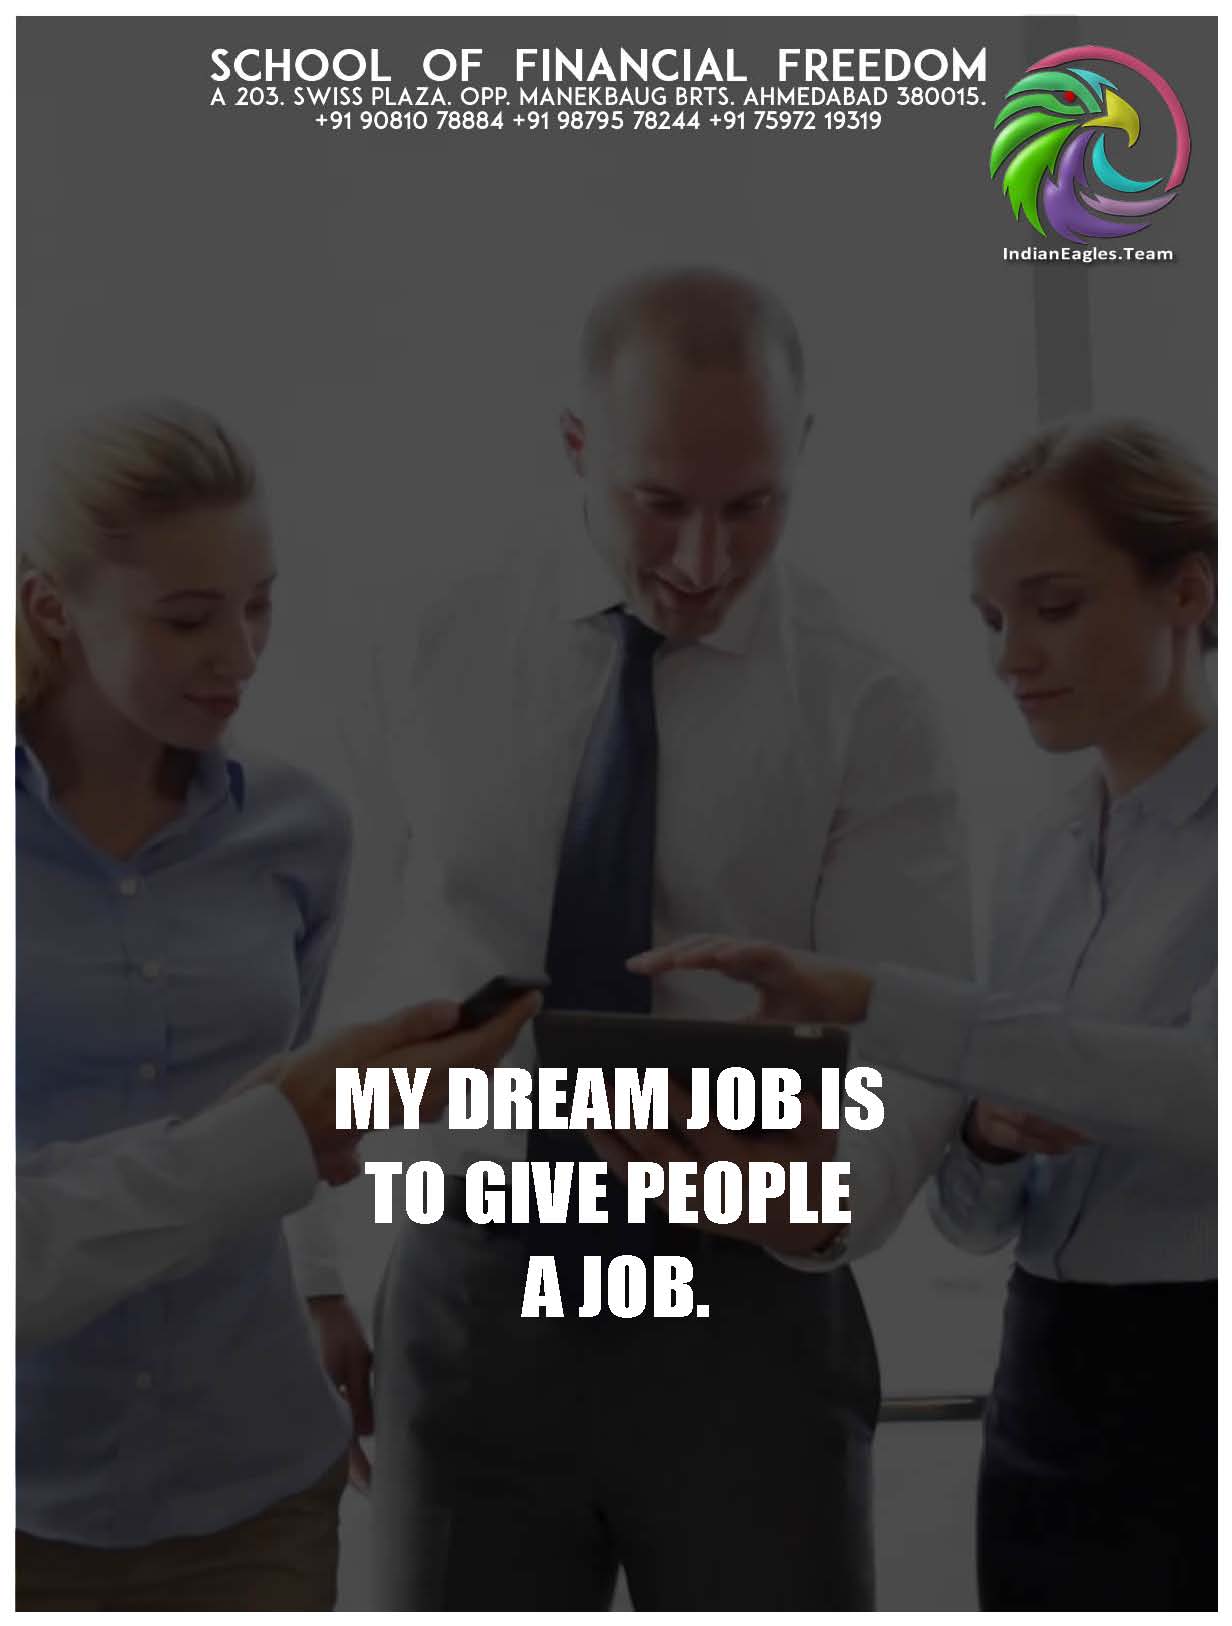 SCHOOL OF FINANCIAL FREEDOM
A 203. SWISS PLAZA. OPP. MANEKBAUG BRTS. AHMEDABAD 380015.
+91 90810 78884 +91 98795 78244 +91 75972 19319
IndianEagles.Team
MY DREAM JOB IS
TO GIVE PEOPLE
A JOB.